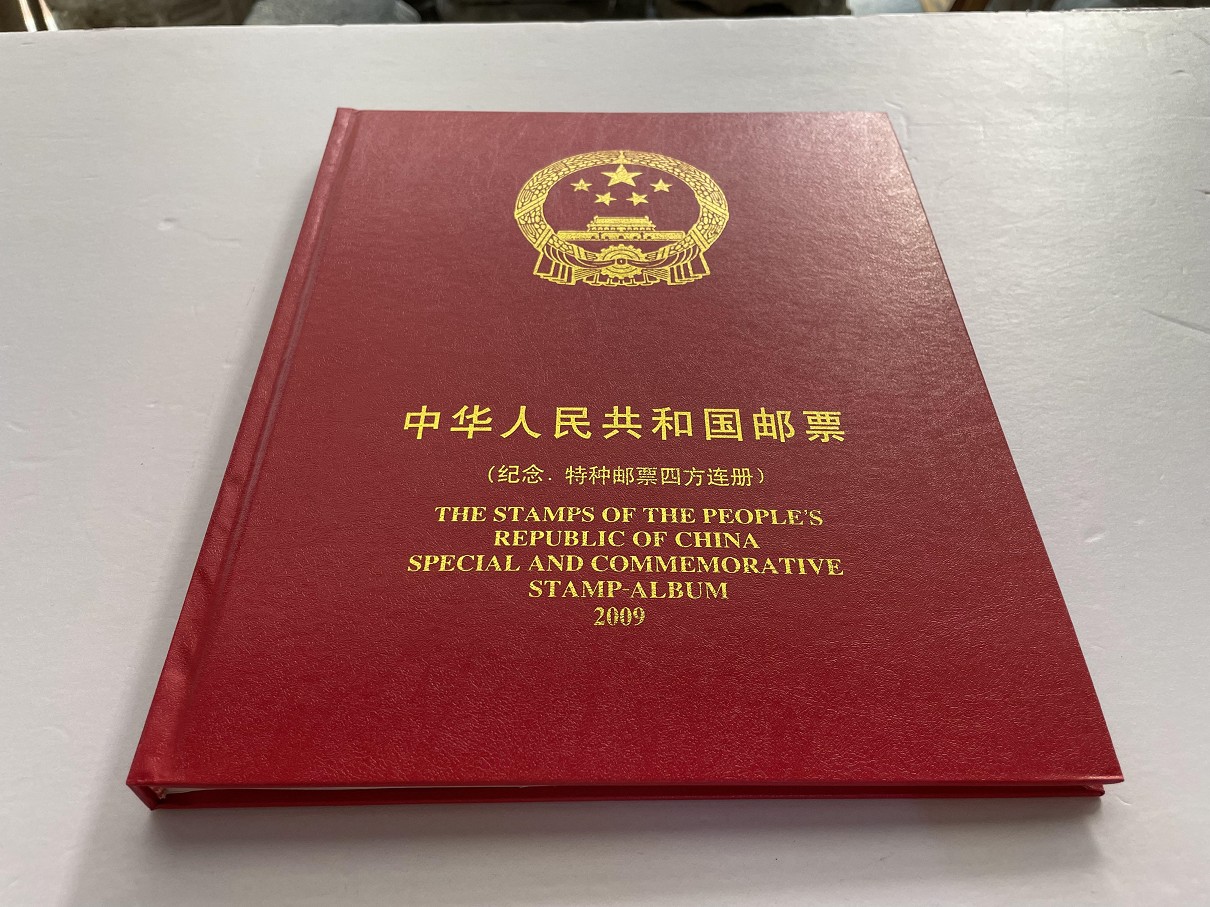 中华人民共和国邮票
（纪念．特种邮票四方连册）
THE STAMPS OF THE PEOPLE'S
REPUBLIC OF CHINA
SPECIAL AND COMMEMORATIVE
STAMP-ALBUM
2009